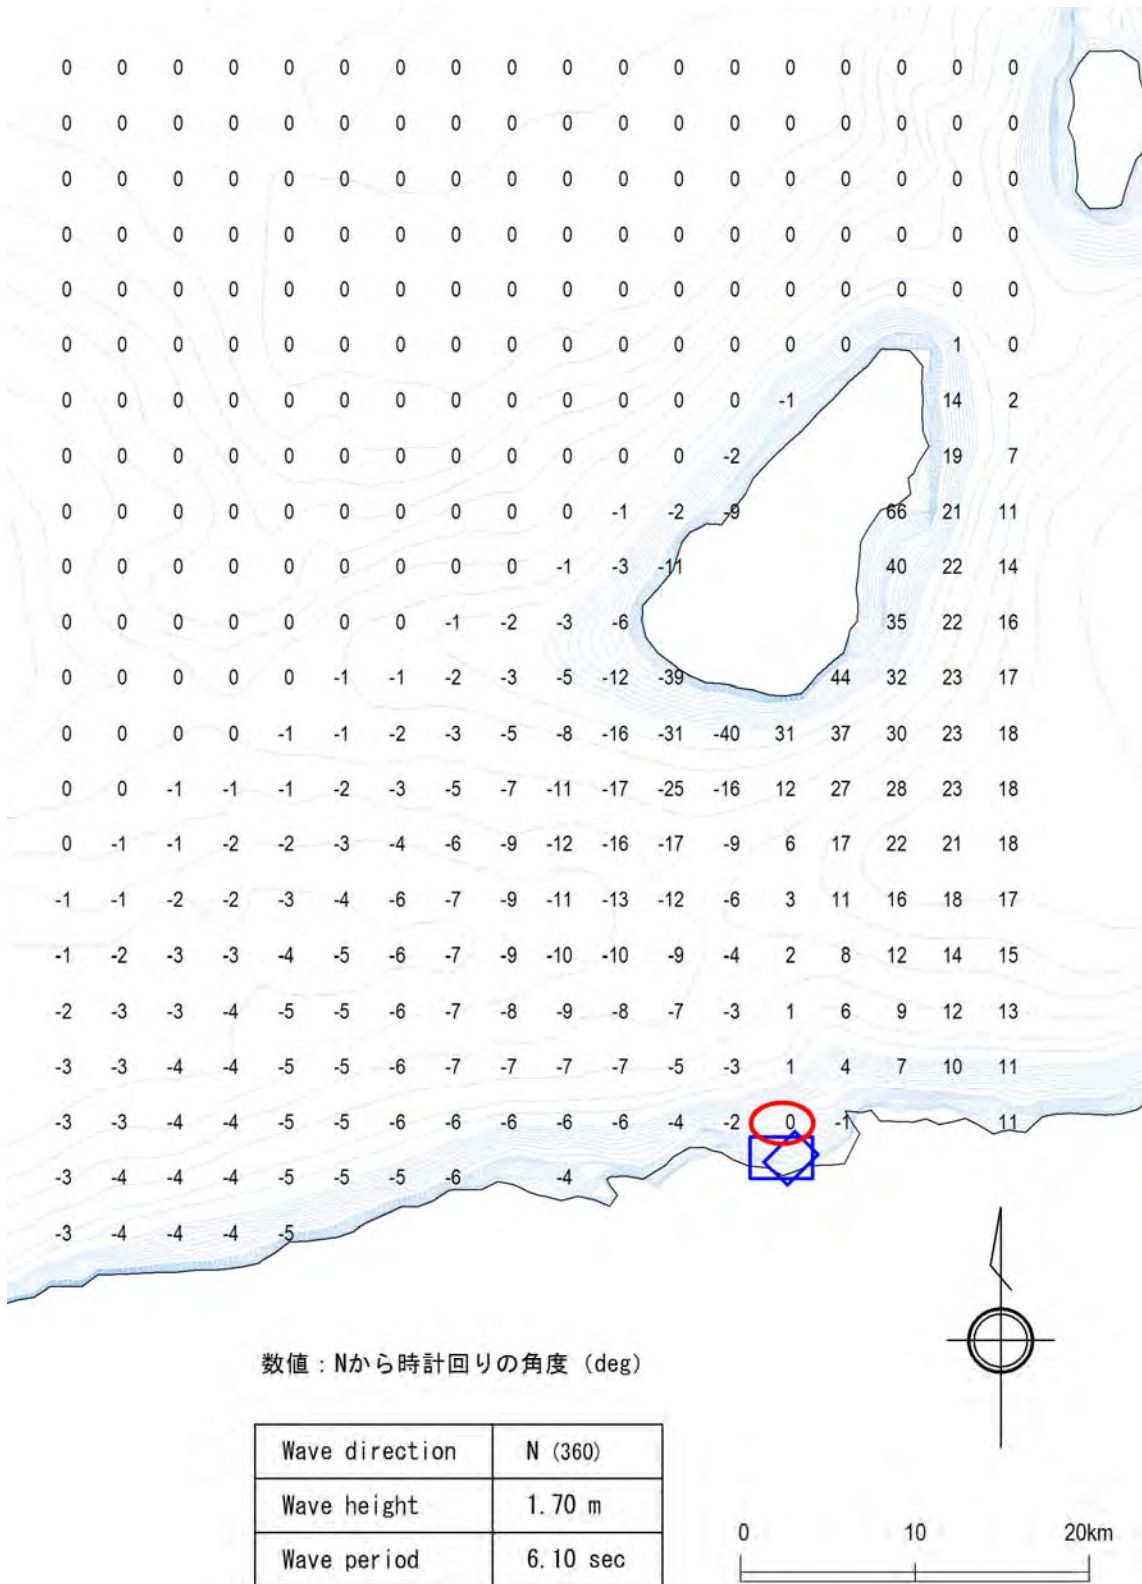 0 0 0 0 0 0 0 0 0 0 0 0 0 0 0 0 0 0
0 0 0 0 0 0 0 0 0 0 0 0 0 0 0 0 0 0
0 0 0 0 0 0 0 0 0 0 0 0 0 0 0 0 0 0
0 0 0 0 0 0 0 0 0 0 0 0 0 0 0 0 0 0
0 0 0 0 0 0 0 0 0 0 0 0 0 0 0 0 0 0
0 0 0 0 0 0 0 0 0 0 0 0 0 0 0 1 0
0 0 0 0 0 0 0 0 0 0 0 0 0 -1 14 2
0 0 0 0 0 0 0 0 0 0 0 0 -2 19 7
0 0 0 0 0 0 0 0 0 0 -1 -2 -9 66 21 11
0 0 0 0 0 0 0 0 0 -1 -3 -11 40 22 14
0 0 0 0 0 0 0 -1 -2 -3 -6 35 22 16
0 0 0 0 0 -1 -1 -2 -3 -5 -12 -39 44 32 23 17
0 0 0 0 -1 -1 -2 -3 -5 -8 -16 -31 -40 31 37 30 23 18
0 0 -1 -1 -1 -2 -3 -5 -7 -11 -17 -25 -16 12 27 28 23 18
0 -1 -1 -2 -2 -3 -4 -6 -9 -12 -16 -17 -9 6 17 22 21 18
-1 -1 -2 -2 -3 -4 -6 -7 -9 -11 -13 -12 -6 3 11 16 18 17
-1 -2 -3 -3 -4 -5 -6 -7 -9 -10 -10 -9 -4 2 8 12 14 15
-2 -3 -3 -4 -5 -5 -6 -7 -8 -9 -8 -7 -3 1 6 9 12 13
-3 -3 -4 -4 -5 -5 -6 -7 -7 -7 -7 -5 -3 1 4 7 10 11
-3 -3 -4 -4 -5 -5 -6 -6 -6 -6 -6 -4 -2 0 -1 11
-3 -4 -4 -4 -5 -5 -5 -6 -4
-3 -4 -4 -4 -5
数値：Nから時計回りの角度（deg）
Wave direction N (360)
Wave height 1.70 m
Wave period 6.10 sec
0 10 20km